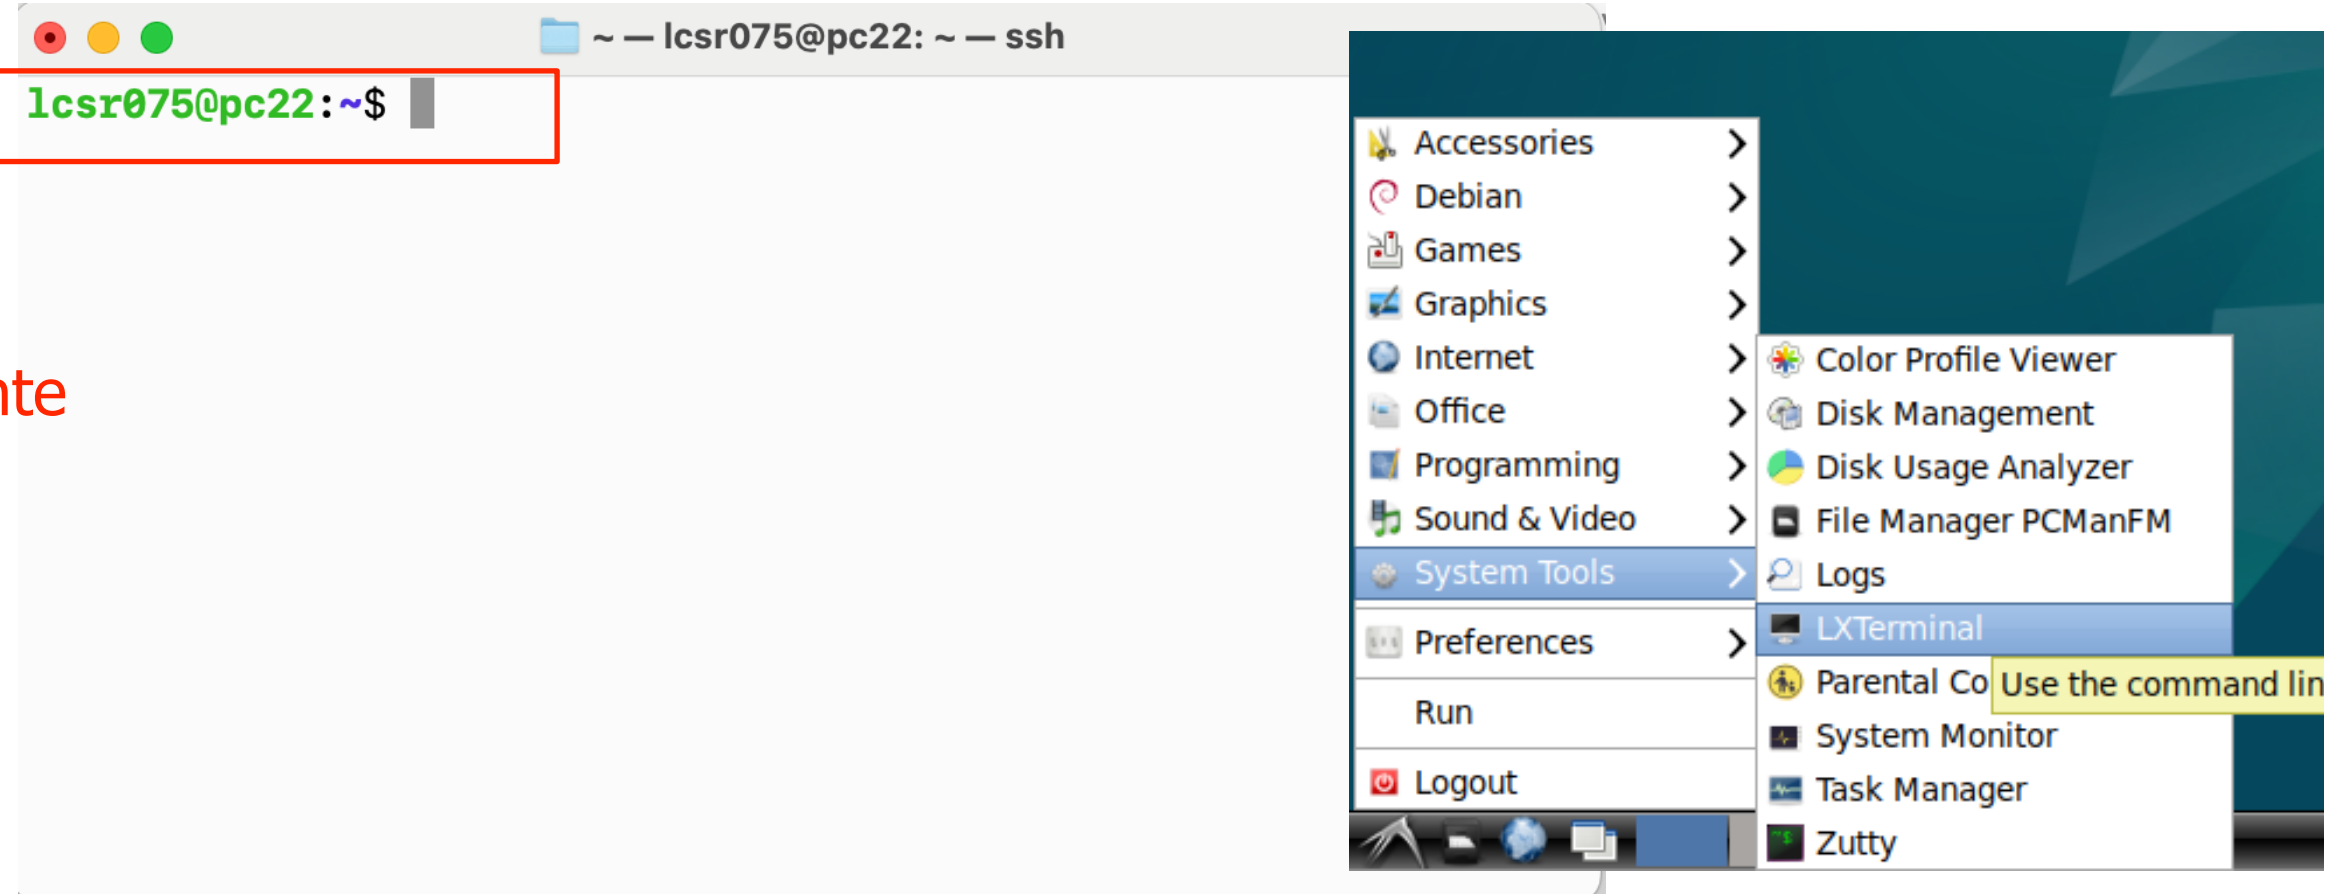 ~ — lcsr075@pc22: ~ — ssh
lcsr075@pc22:~$
nte
Accessories
Debian
Games
Graphics
Internet
Office
Programming
Sound & Video
System Tools
Preferences
Run
Logout
Color Profile Viewer
Disk Management
Disk Usage Analyzer
File Manager PCManFM
Logs
LXTerminal
Parental Co
Use the command lin
System Monitor
Task Manager
Zutty